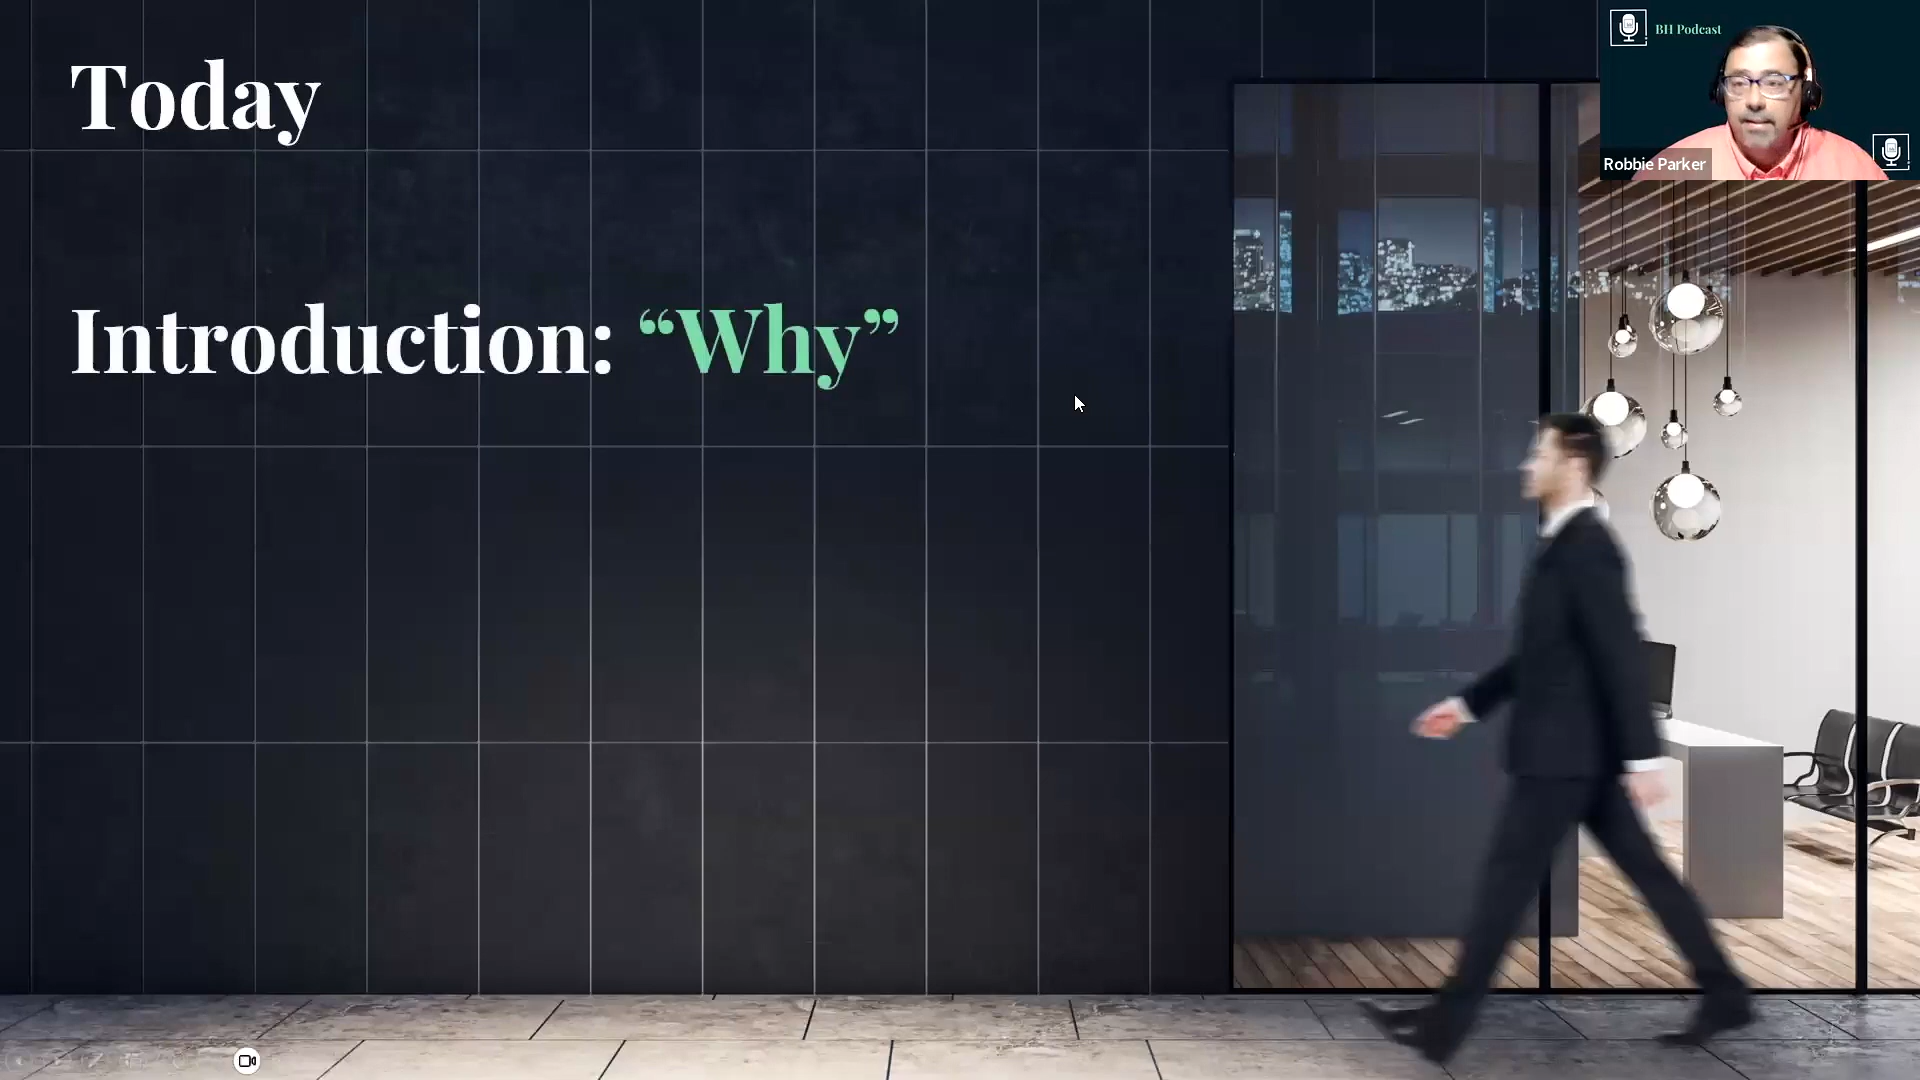 Today
BH Podcast
Robbie Parker
Introduction: “Why”